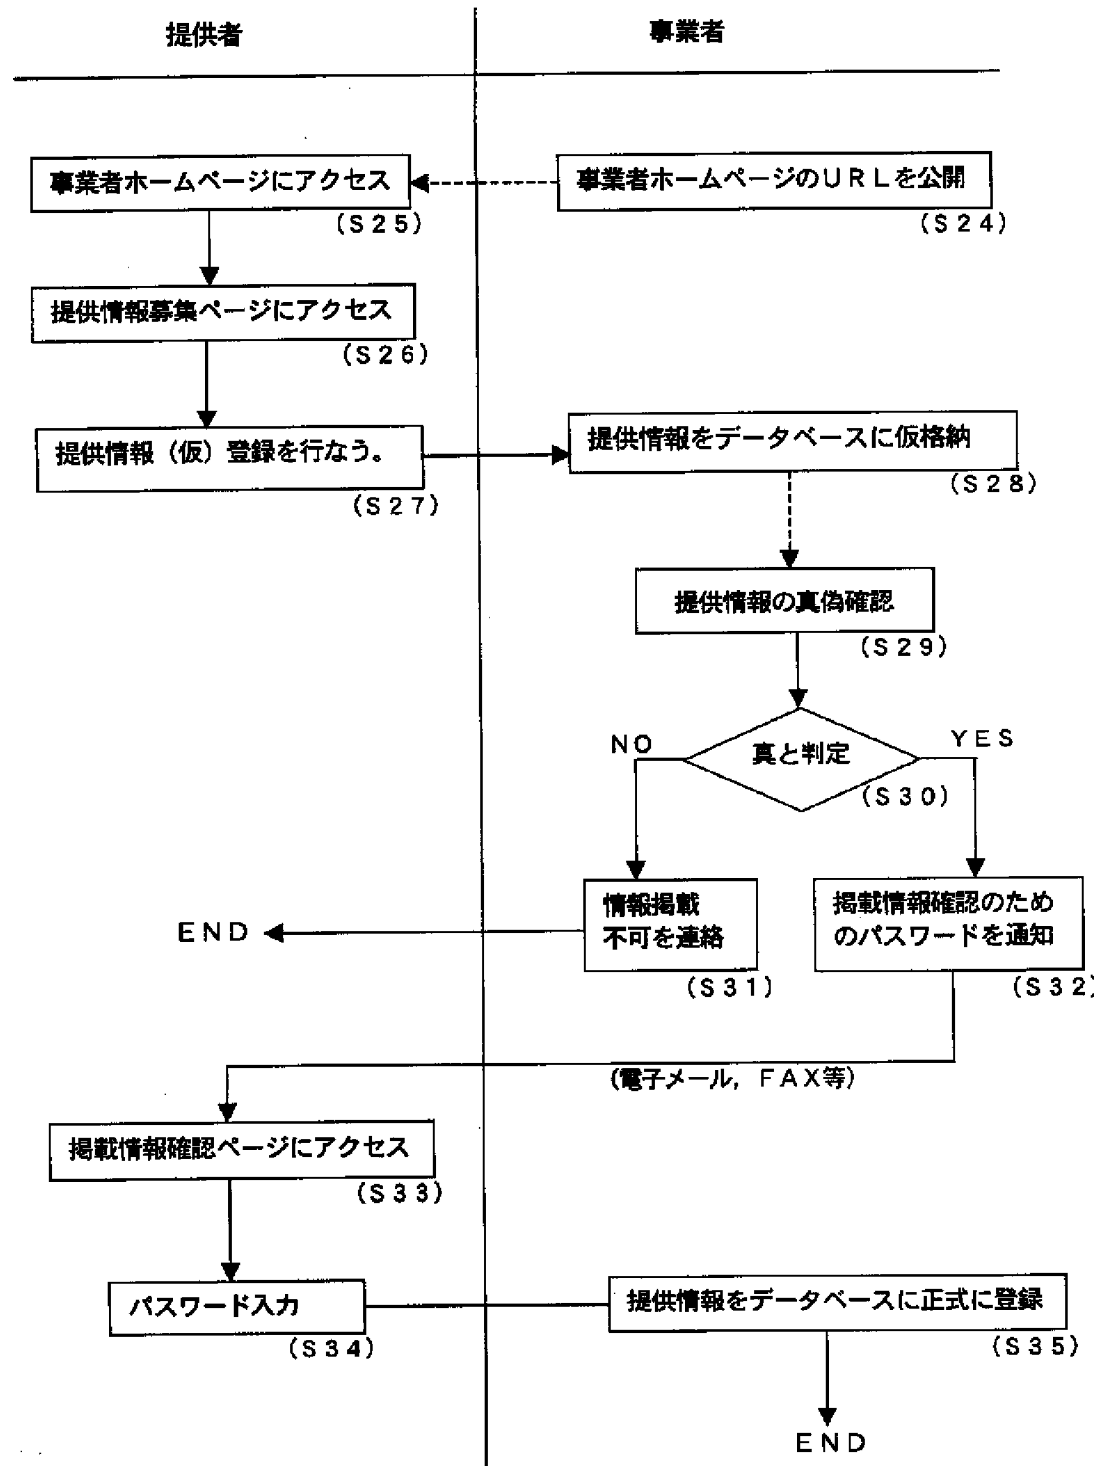 提供者
事業者
事業者ホームページにアクセス
(S25)
事業者ホームページのURLを公開
(S24)
提供情報募集ページにアクセス
(S26)
提供情報(仮)登録を行なう。
(S27)
提供情報をデータベースに仮格納
(S28)
提供情報の真偽確認
(S29)
真と判定
(S30)
NO
YES
情報掲載
不可を連絡
(S31)
END
掲載情報確認のため
のパスワードを通知
(S32)
(電子メール, FAX等)
掲載情報確認ページにアクセス
(S33)
パスワード入力
(S34)
提供情報をデータベースに正式に登録
(S35)
END